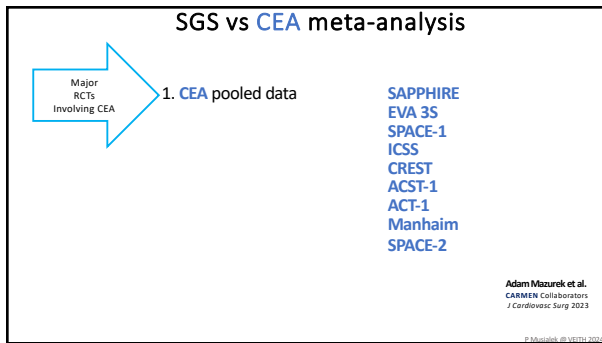 SGS vs CEA meta-analysis
Major
RCTs
Involving CEA
1. CEA pooled data
SAPPHIRE
EVA 3S
SPACE-1
ICSS
CREST
ACST-1
ACT-1
Manhaim
SPACE-2
Adam Mazurek et al.
CARMEN Collaborators
J Cardiovasc Surg 2023
P Musialek @ VEITH 2024